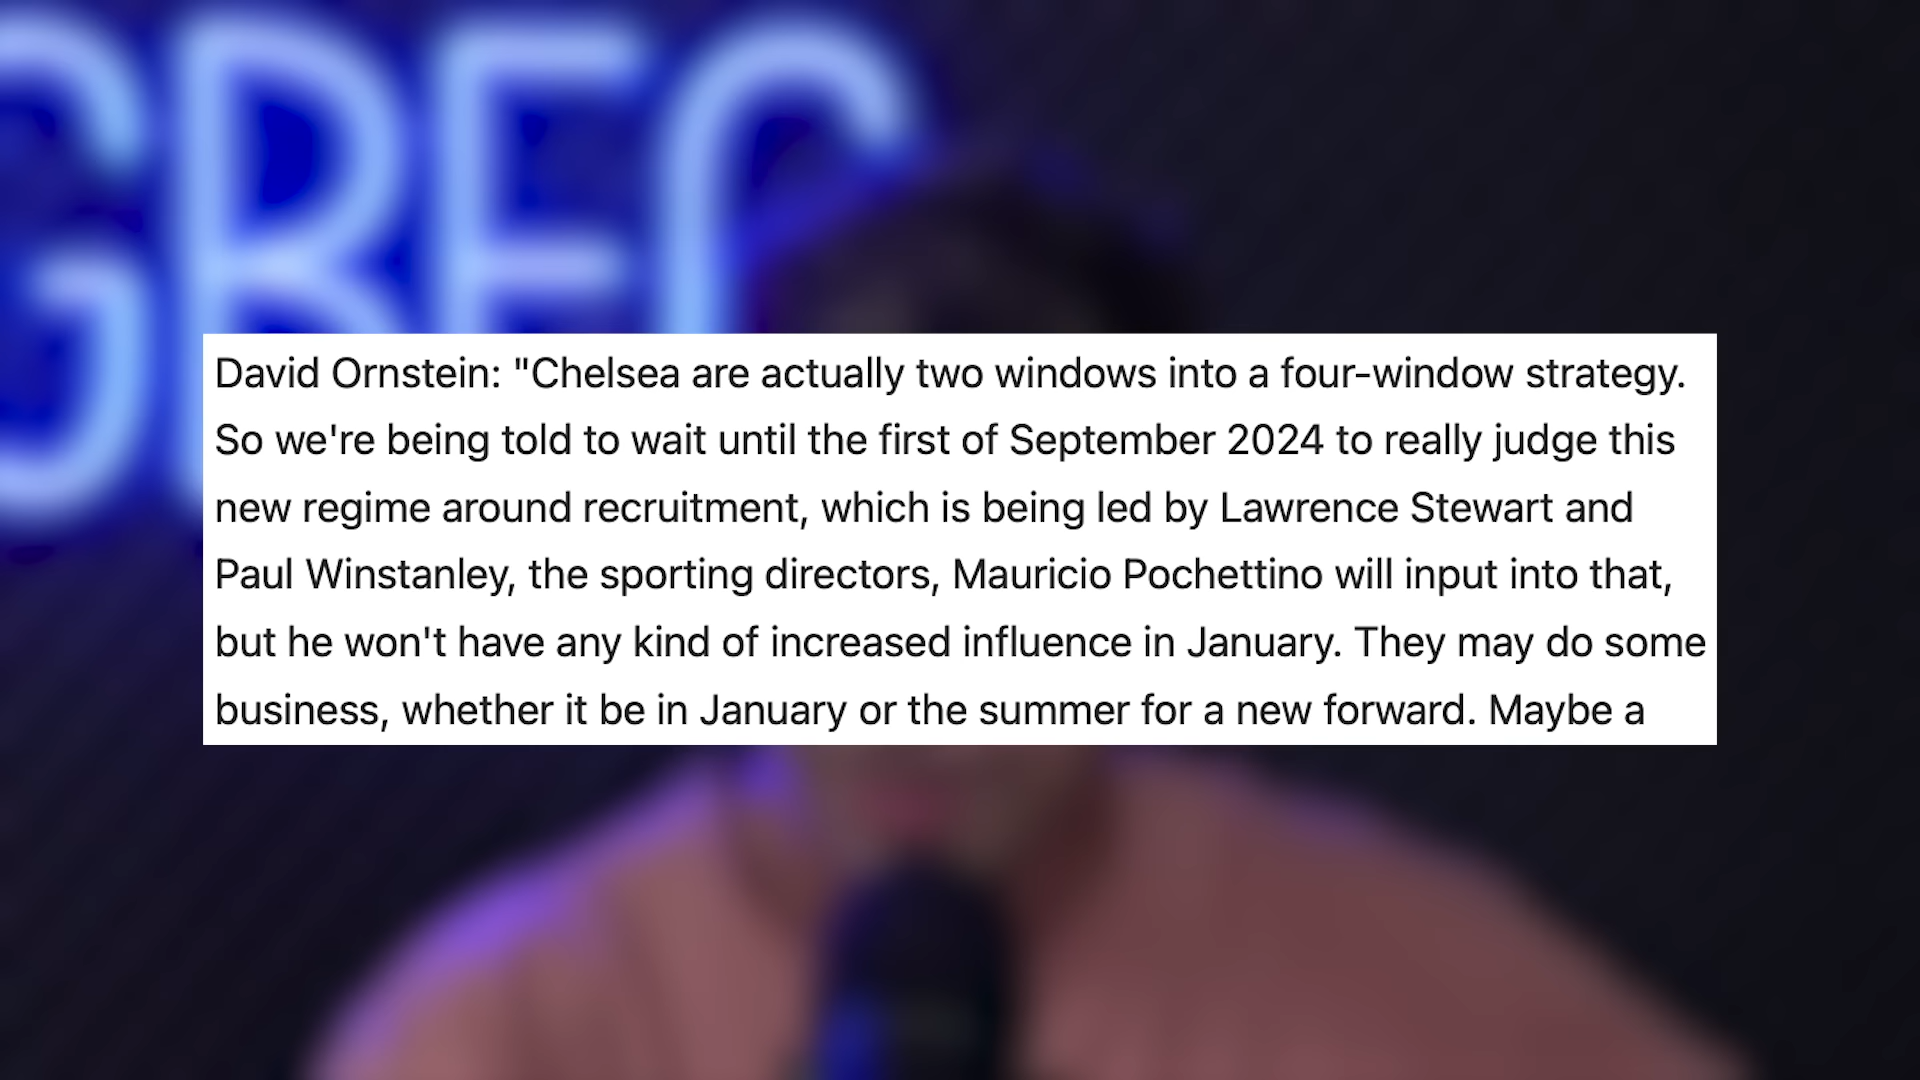 David Ornstein: "Chelsea are actually two windows into a four-window strategy.
So we're being told to wait until the first of September 2024 to really judge this
new regime around recruitment, which is being led by Lawrence Stewart and
Paul Winstanley, the sporting directors, Mauricio Pochettino will input into that,
but he won't have any kind of increased influence in January. They may do some
business, whether it be in January or the summer for a new forward. Maybe a